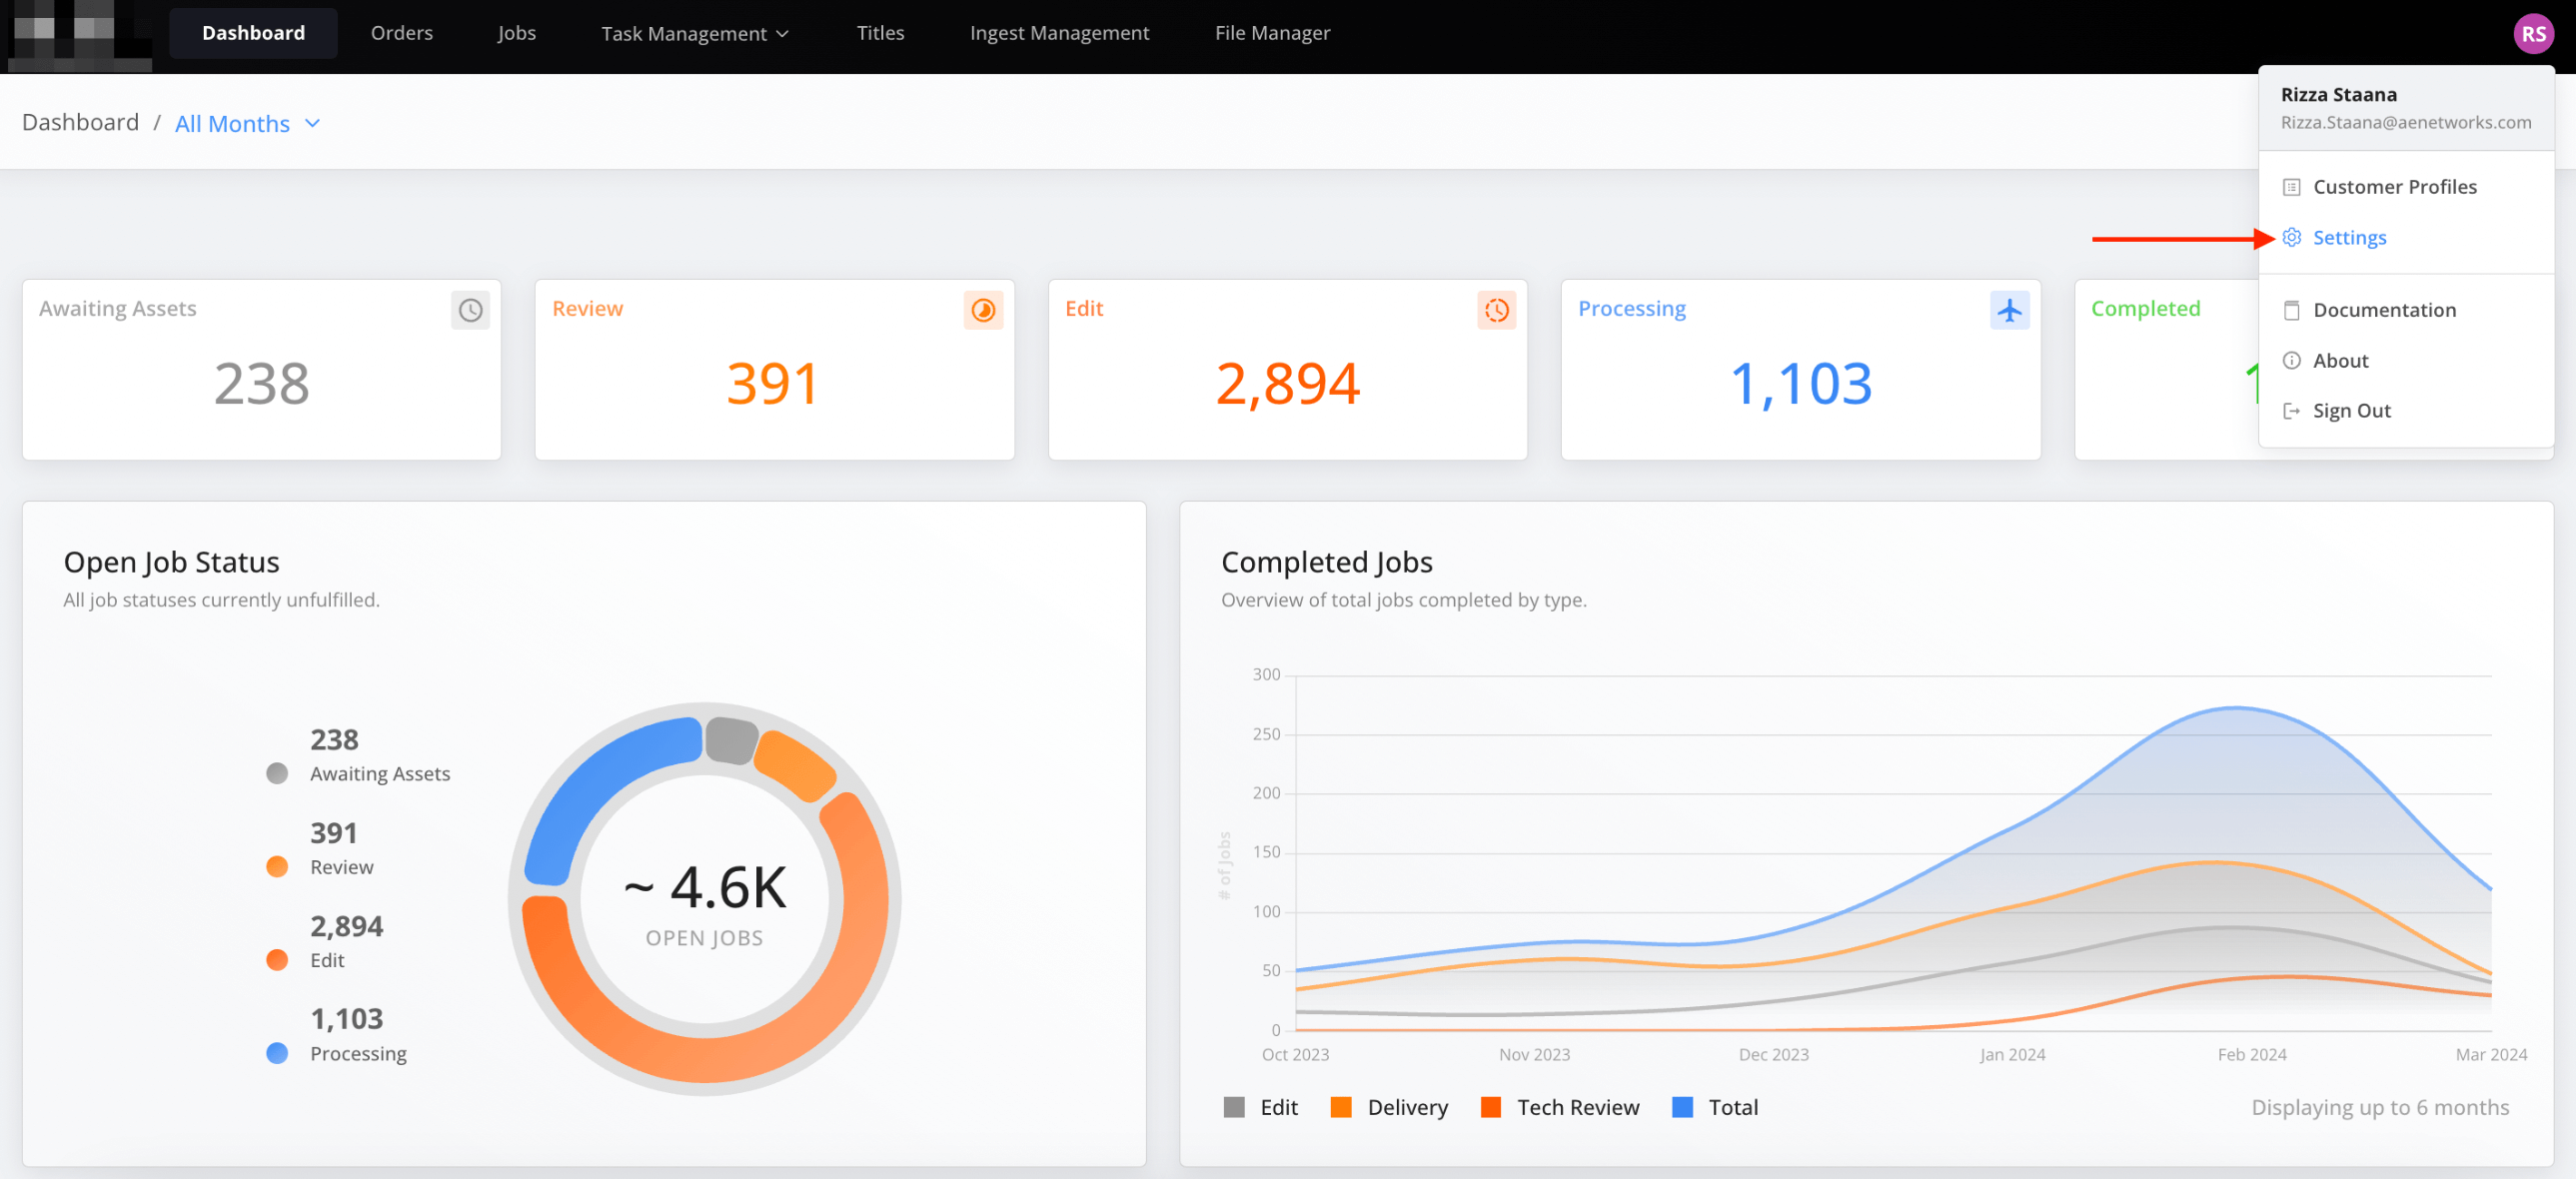 Dashboard
Orders
Jobs
Task Management
Titles
Ingest Management
File Manager
RS
Rizza Staana
Rizza.Staana@aenetworks.com
Customer Profiles
Settings
Documentation
About
Sign Out
Dashboard / All Months
Awaiting Assets
238
Review
391
Edit
2,894
Processing
1,103
Completed
Open Job Status
All job statuses currently unfulfilled.
238
Awaiting Assets
391
Review
2,894
Edit
1,103
Processing
~ 4.6K
OPEN JOBS
Completed Jobs
Overview of total jobs completed by type.
# of Jobs
300
250
200
150
100
50
0
Oct 2023
Nov 2023
Dec 2023
Jan 2024
Feb 2024
Mar 2024
Edit
Delivery
Tech Review
Total
Displaying up to 6 months